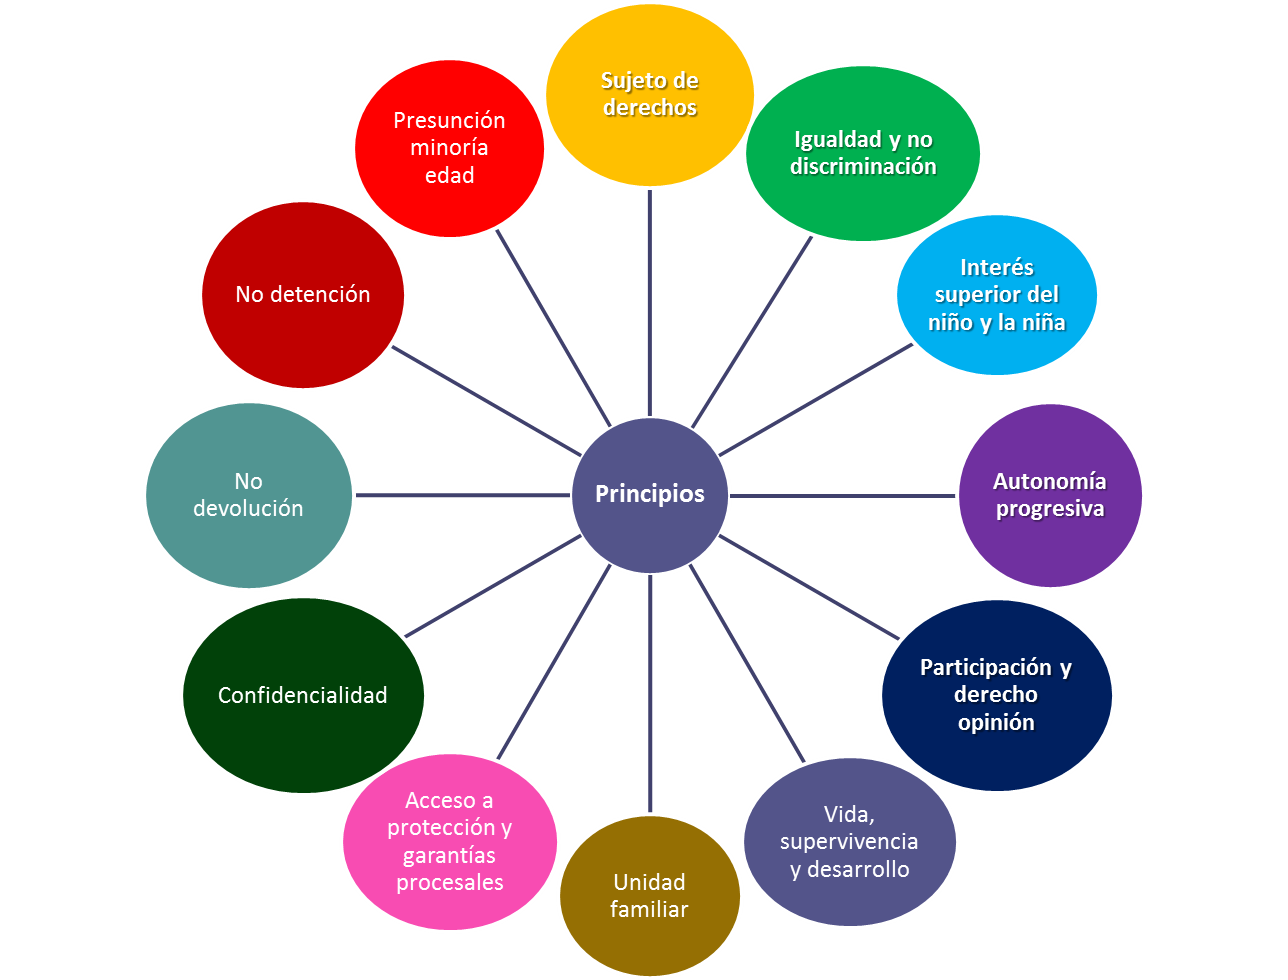 Sujeto de
derechos
Igualdad y no
discriminación
Interés
superior del
niño y la niña
Autonomía
progresiva
Participación y
derecho
opinión
Vida,
supervivencia
y desarrollo
Unidad
familiar
Acceso a
protección y
garantías
procesales
Confidencialidad
No
devolución
No detención
Presunción
minoría
edad
Principios